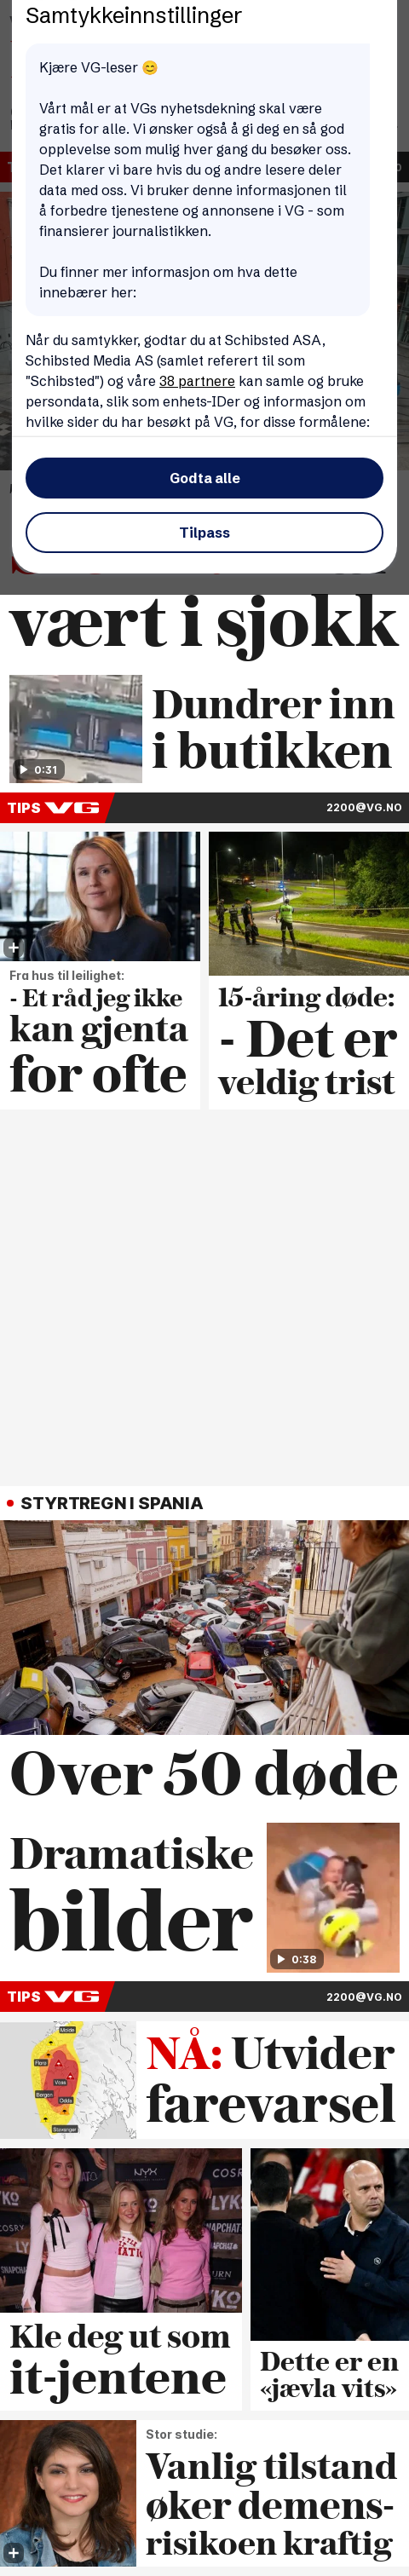 Samtykkeinnstillinger
Kjære VG-leser 😊
Vårt mål er at VGs nyhetsdekning skal være
gratis for alle. Vi ønsker også å gi deg en så god
opplevelse som mulig hver gang du besøker oss.
Det klarer vi bare hvis du og andre lesere deler
data med oss. Vi bruker denne informasjonen til
å forbedre tjenestene og annonsene i VG - som
finansierer journalistikken.
Du finner mer informasjon om hva dette
innebærer her:
Når du samtykker, godtar du at Schibsted ASA,
Schibsted Media AS (samlet referert til som
"Schibsted") og våre 38 partnere kan samle og bruke
persondata, slik som enhets-IDer og informasjon om
hvilke sider du har besøkt på VG, for disse formålene:
Godta alle
Tilpass
vært i sjokk
Dundrer inn
i butikken
0:31
TIPS VG 2200@VG.NO
Fra hus til leilighet:
- Et råd jeg ikke
kan gjenta
for ofte
15-åring døde:
- Det er
veldig trist
STYRTREGN I SPANIA
Over 50 døde
Dramatiske
bilder
0:38
TIPS VG 2200@VG.NO
Molde
Florø
Voss
Bergen
Odda
Stavanger
NÅ: Utvider
farevarsel
NYX
COSRY
LYKO
SNAPCHAT
Kle deg ut som
it-jentene
Dette er en
«jævla vits»
Stor studie:
Vanlig tilstand
øker demens-
risikoen kraftig